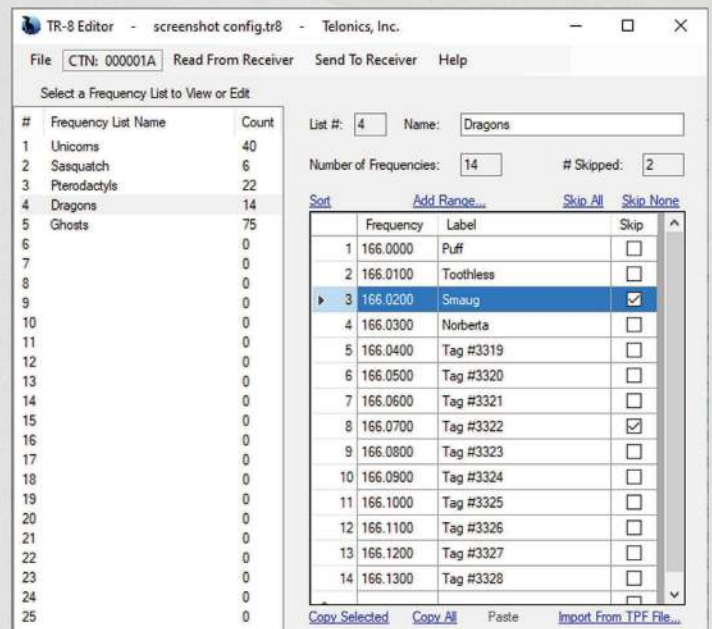 TR-8 Editor - screenshot config.tr8 - Telonics, Inc.
File CTN: 000001A Read From Receiver Send To Receiver Help
Select a Frequency List to View or Edit
# Frequency List Name Count
1 Unicorns 40
2 Sasquatch 6
3 Pterodactyls 22
4 Dragons 14
5 Ghosts 75
6 0
7 0
8 0
9 0
10 0
11 0
12 0
13 0
14 0
15 0
16 0
17 0
18 0
19 0
20 0
21 0
22 0
23 0
24 0
25 0
List #: 4 Name: Dragons
Number of Frequencies: 14 # Skipped: 2
Sort Add Range... Skip All Skip None
Frequency Label Skip
1 166.0000 Puff
2 166.0100 Toothless
3 166.0200 Smaug
4 166.0300 Norberta
5 166.0400 Tag #3319
6 166.0500 Tag #3320
7 166.0600 Tag #3321
8 166.0700 Tag #3322
9 166.0800 Tag #3323
10 166.0900 Tag #3324
11 166.1000 Tag #3325
12 166.1100 Tag #3326
13 166.1200 Tag #3327
14 166.1300 Tag #3328
Copy Selected Copy All Paste Import From TPF File...